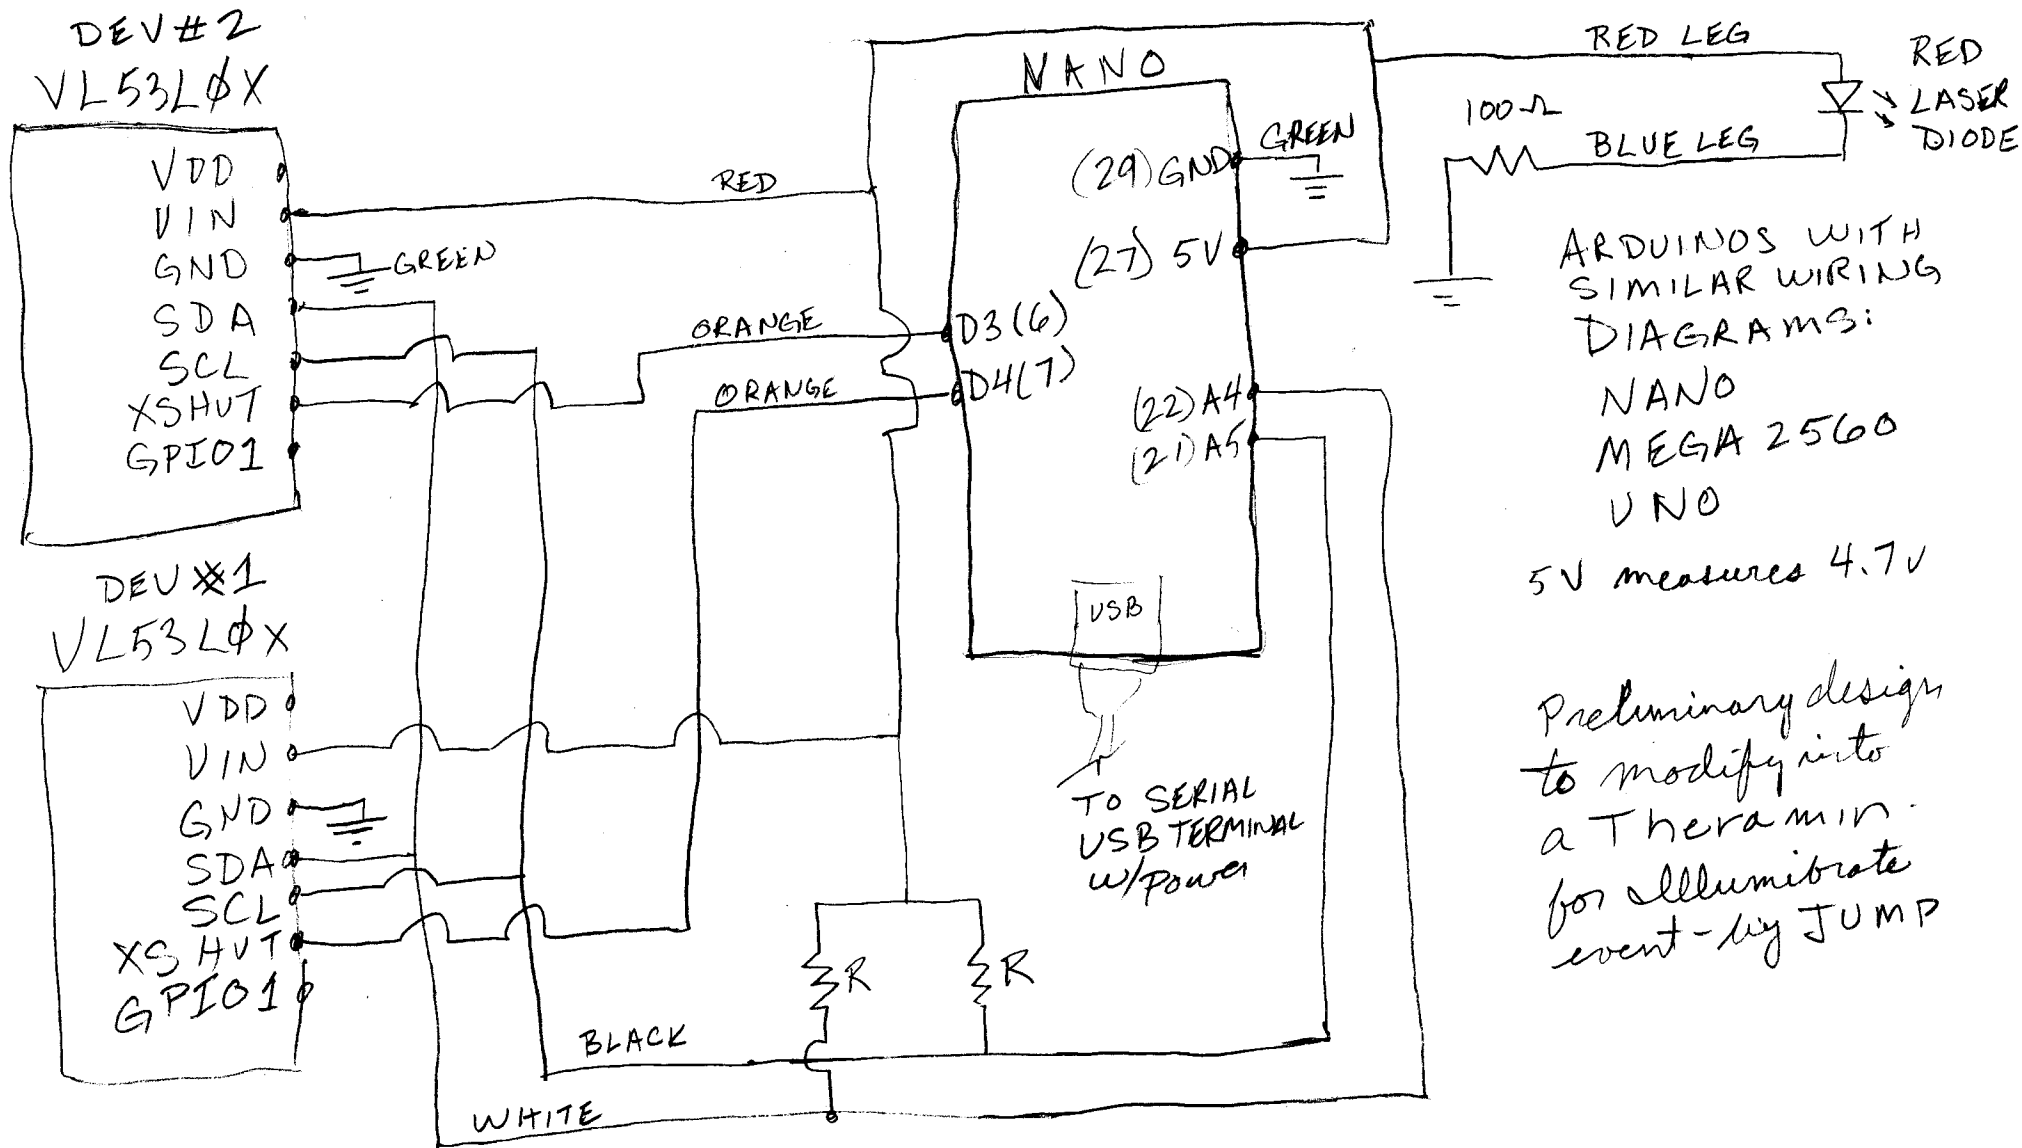 DEV#2
VL53LØX
VDD
VIN
GND
SDA
SCL
XSHUT
GPIO1
GREEN
RED
ORANGE
ORANGE
NANO
(29) GND
(27) 5V
D3(6)
D4(7)
(22) A4
(21) A5
USB
TO SERIAL
USB TERMINAL
W/Power
GREEN
RED LEG
100Ω
BLUE LEG
RED
LASER
DIODE
ARDUINOS WITH
SIMILAR WIRING
DIAGRAMS:
NANO
MEGA 2560
UNO
5V measures 4.7V
Preliminary design
to modify into
a Theramin
for Illumibrate
event-by JUMP
DEV#1
VL53LØX
VDD
VIN
GND
SDA
SCL
XSHUT
GPIO1
R
R
BLACK
WHITE